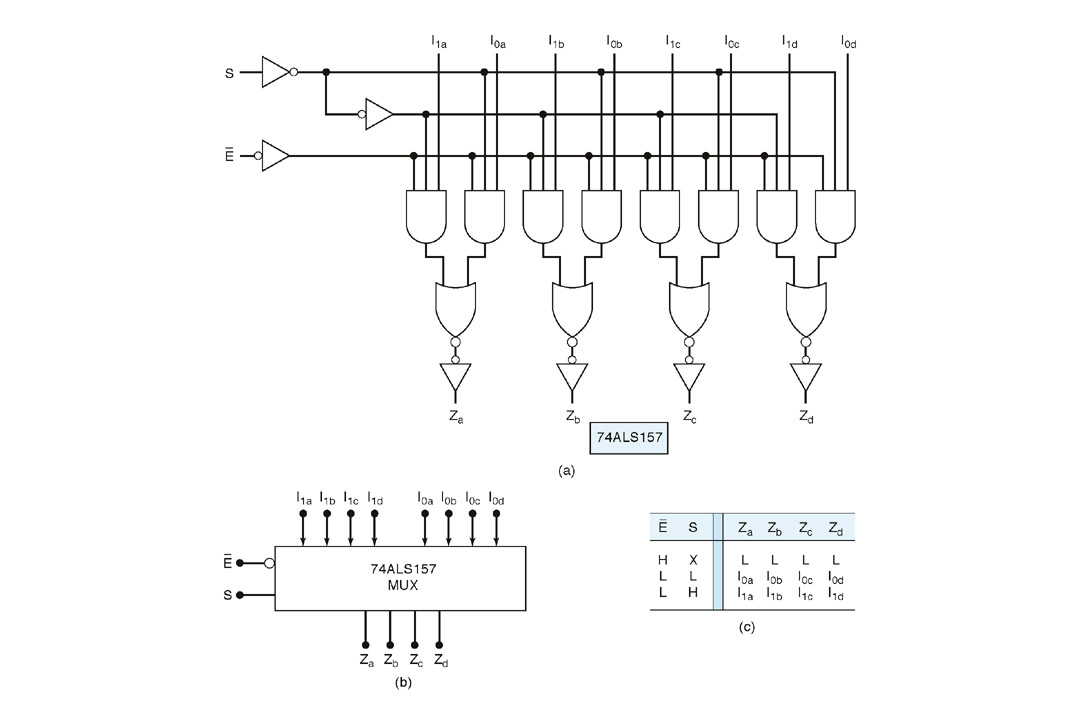 I1a I0a I1b I0b I1c I0c I1d I0d
S
E̅
Za Zb Zc Zd
74ALS157
(a)
I1a I1b I1c I1d I0a I0b I0c I0d
E̅
74ALS157
MUX
S
Za Zb Zc Zd
(b)
E̅ S Za Zb Zc Zd
H X L L L L
L L I0a I0b I0c I0d
L H I1a I1b I1c I1d
(c)